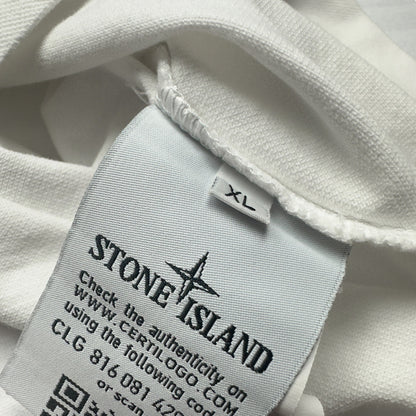 XL
STONE ISLAND
Check the authenticity on
WWW.CERTILOGO.COM
using the following code
CLG 816 081 420
or scan